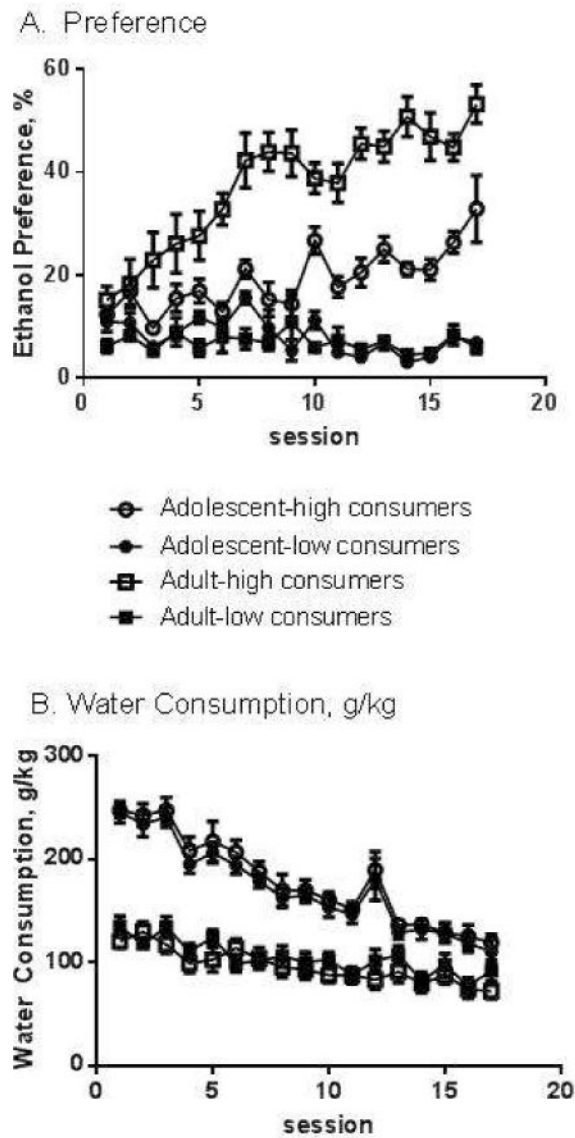 A. Preference
60
40
20
0
Ethanol Preference, %
0 5 10 15 20
session
Adolescent-high consumers
Adolescent-low consumers
Adult-high consumers
Adult-low consumers
B. Water Consumption, g/kg
300
200
100
0
Water Consumption, g/kg
0 5 10 15 20
session